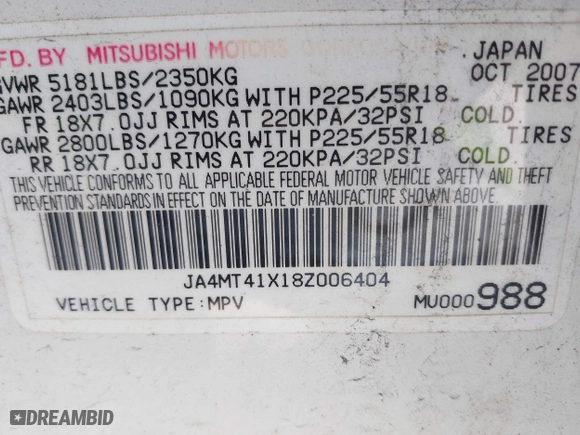 MFD. BY MITSUBISHI MOTORS CORPORATION JAPAN
GVWR 5181LBS/2350KG OCT 2007
GAWR 2403LBS/1090KG WITH P225/55R18 TIRES
FR 18X7.0JJ RIMS AT 220KPA/32PSI COLD.
GAWR 2800LBS/1270KG WITH P225/55R18 TIRES
RR 18X7.0JJ RIMS AT 220KPA/32PSI COLD.
THIS VEHICLE CONFORMS TO ALL APPLICABLE FEDERAL MOTOR VEHICLE SAFETY AND THEFT
PREVENTION STANDARDS IN EFFECT ON THE DATE OF MANUFACTURE SHOWN ABOVE.
JA4MT41X18Z006404
VEHICLE TYPE:MPV MU000988
DREAMBID